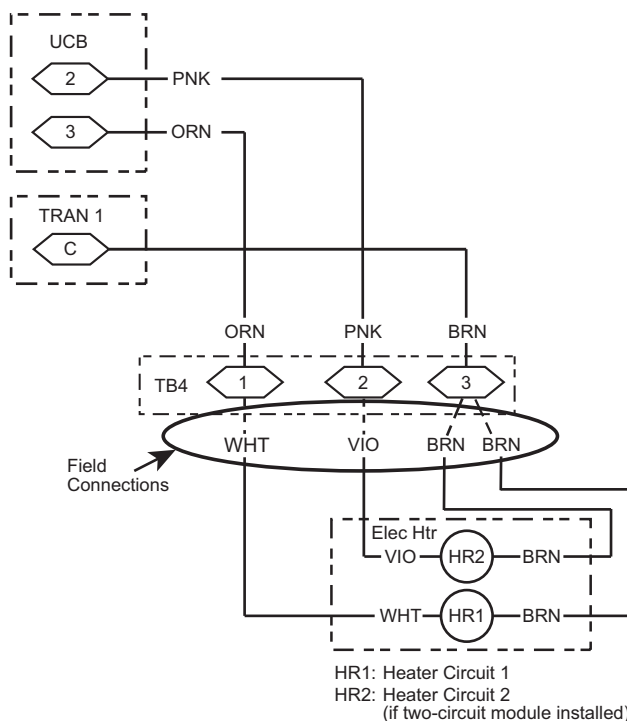 UCB
2 PNK
3 ORN
TRAN 1
C
ORN PNK BRN
TB4 1 2 3
WHT VIO BRN BRN
Field
Connections
Elec Htr
VIO HR2 BRN
WHT HR1 BRN
HR1: Heater Circuit 1
HR2: Heater Circuit 2
(if two-circuit module installed)